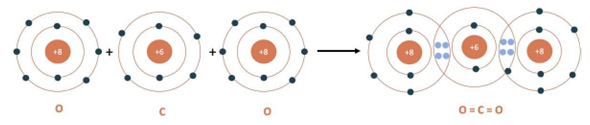 +8 + +6 + +8 +8 +6 +8
O C O O = C = O